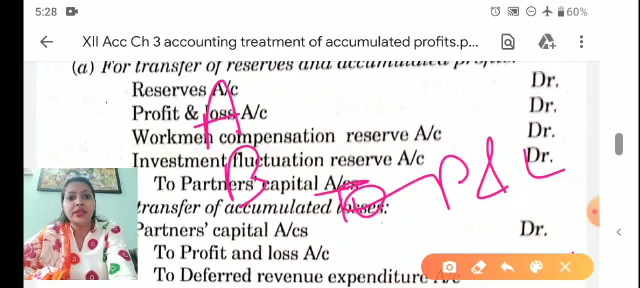 5:28
60%
XII Acc Ch 3 accounting treatment of accumulated profits.p...
(a) For transfer of reserves and accumulated profits:
Reserves A/c Dr.
Profit & loss A/c Dr.
Workmen compensation reserve A/c Dr.
Investment fluctuation reserve A/c Dr.
To Partners' capital A/cs
transfer of accumulated losses:
Partners' capital A/cs Dr.
To Profit and loss A/c
To Deferred revenue expenditure A/c
A
B
To P & L